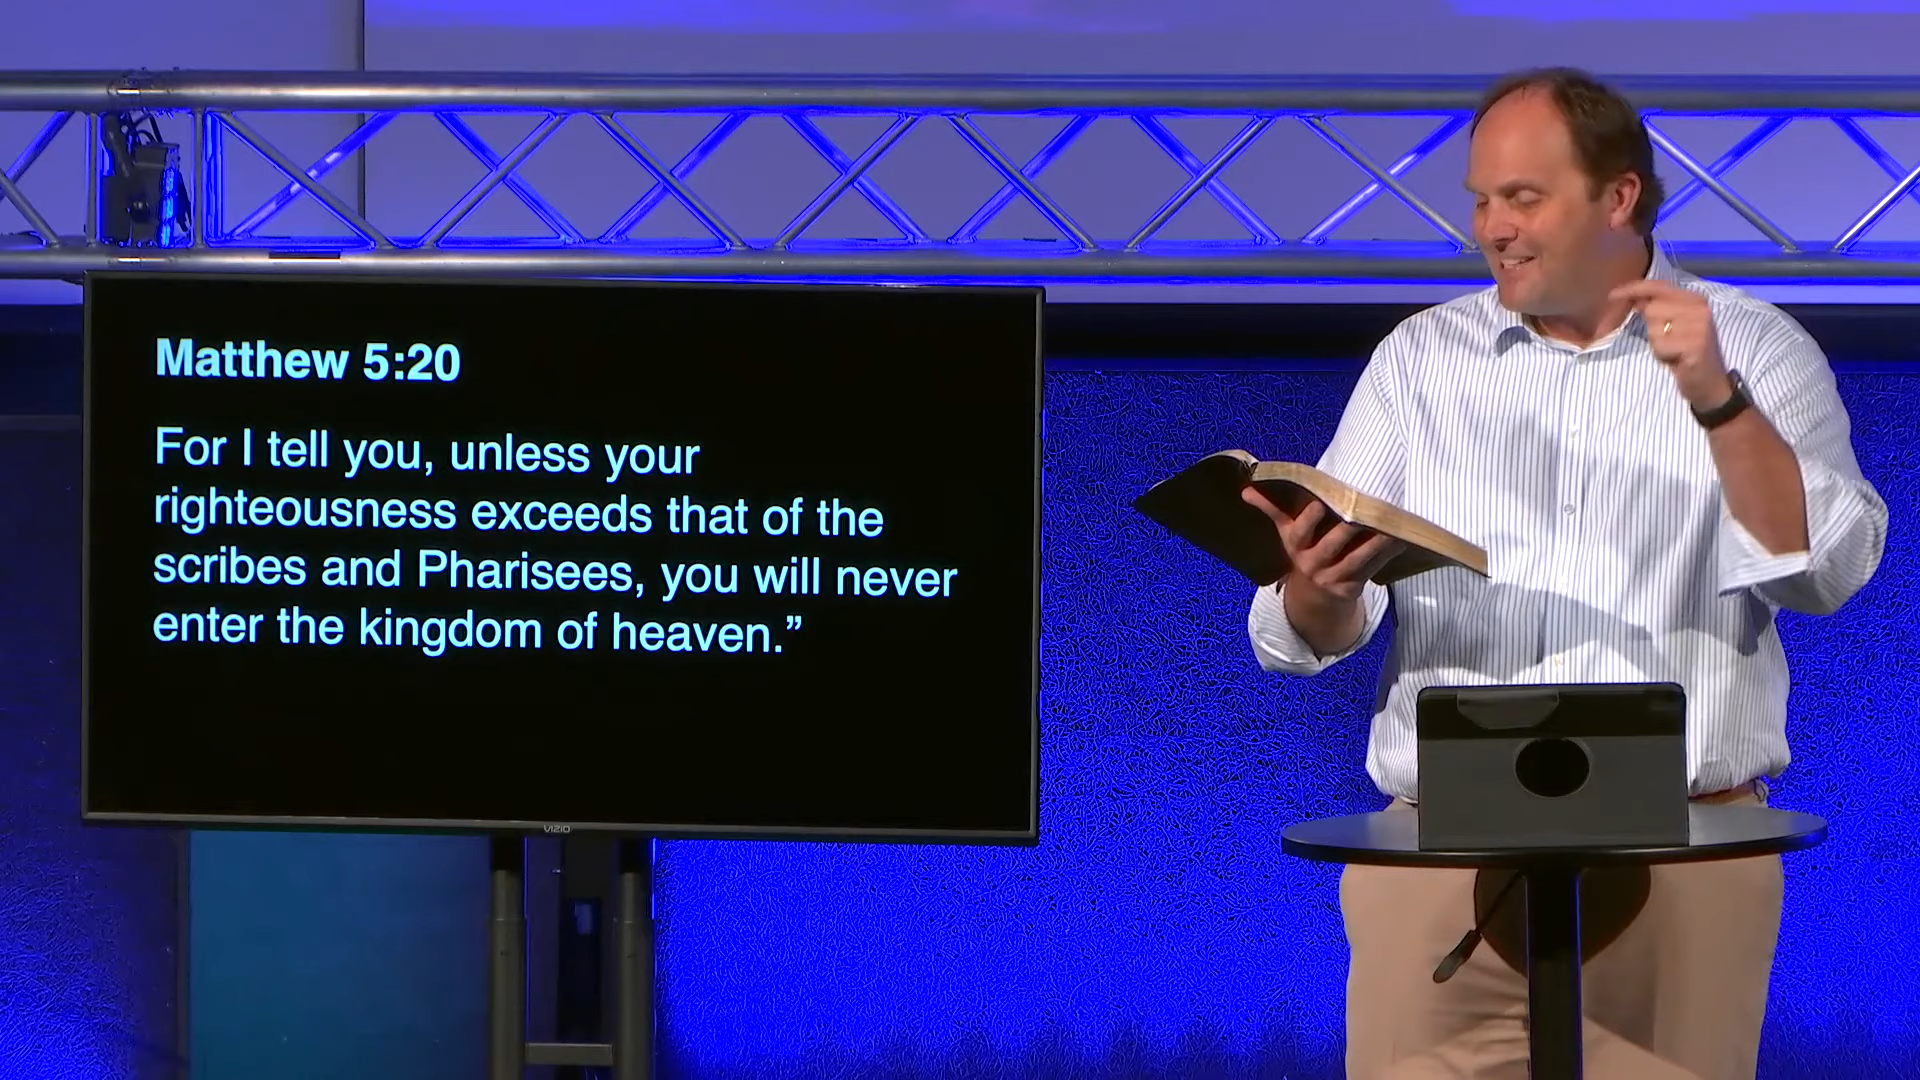 Matthew 5:20
For I tell you, unless your
righteousness exceeds that of the
scribes and Pharisees, you will never
enter the kingdom of heaven.”
VIZIO